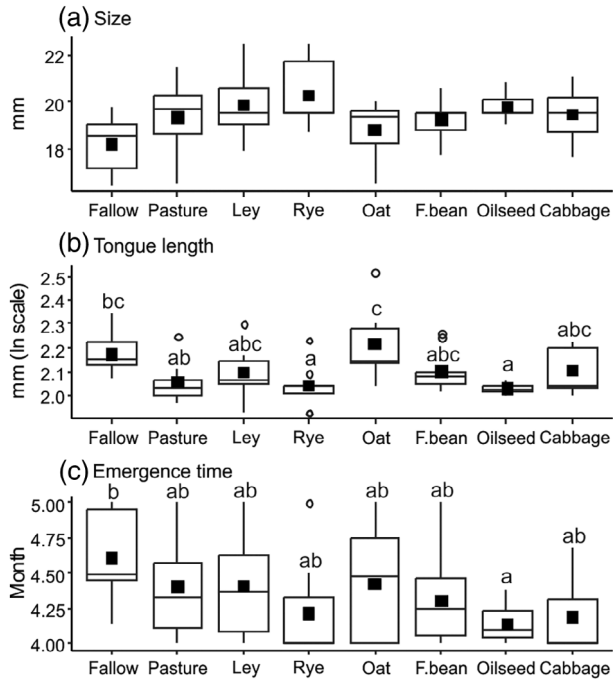 (a) Size
mm
22
20
18
Fallow Pasture Ley Rye Oat F.bean Oilseed Cabbage
(b) Tongue length
mm (ln scale)
2.5
2.4
2.3
2.2
2.1
2.0
bc ab abc a c abc a abc
Fallow Pasture Ley Rye Oat F.bean Oilseed Cabbage
(c) Emergence time
Month
5.00
4.75
4.50
4.25
4.00
b ab ab ab ab ab a ab
Fallow Pasture Ley Rye Oat F.bean Oilseed Cabbage